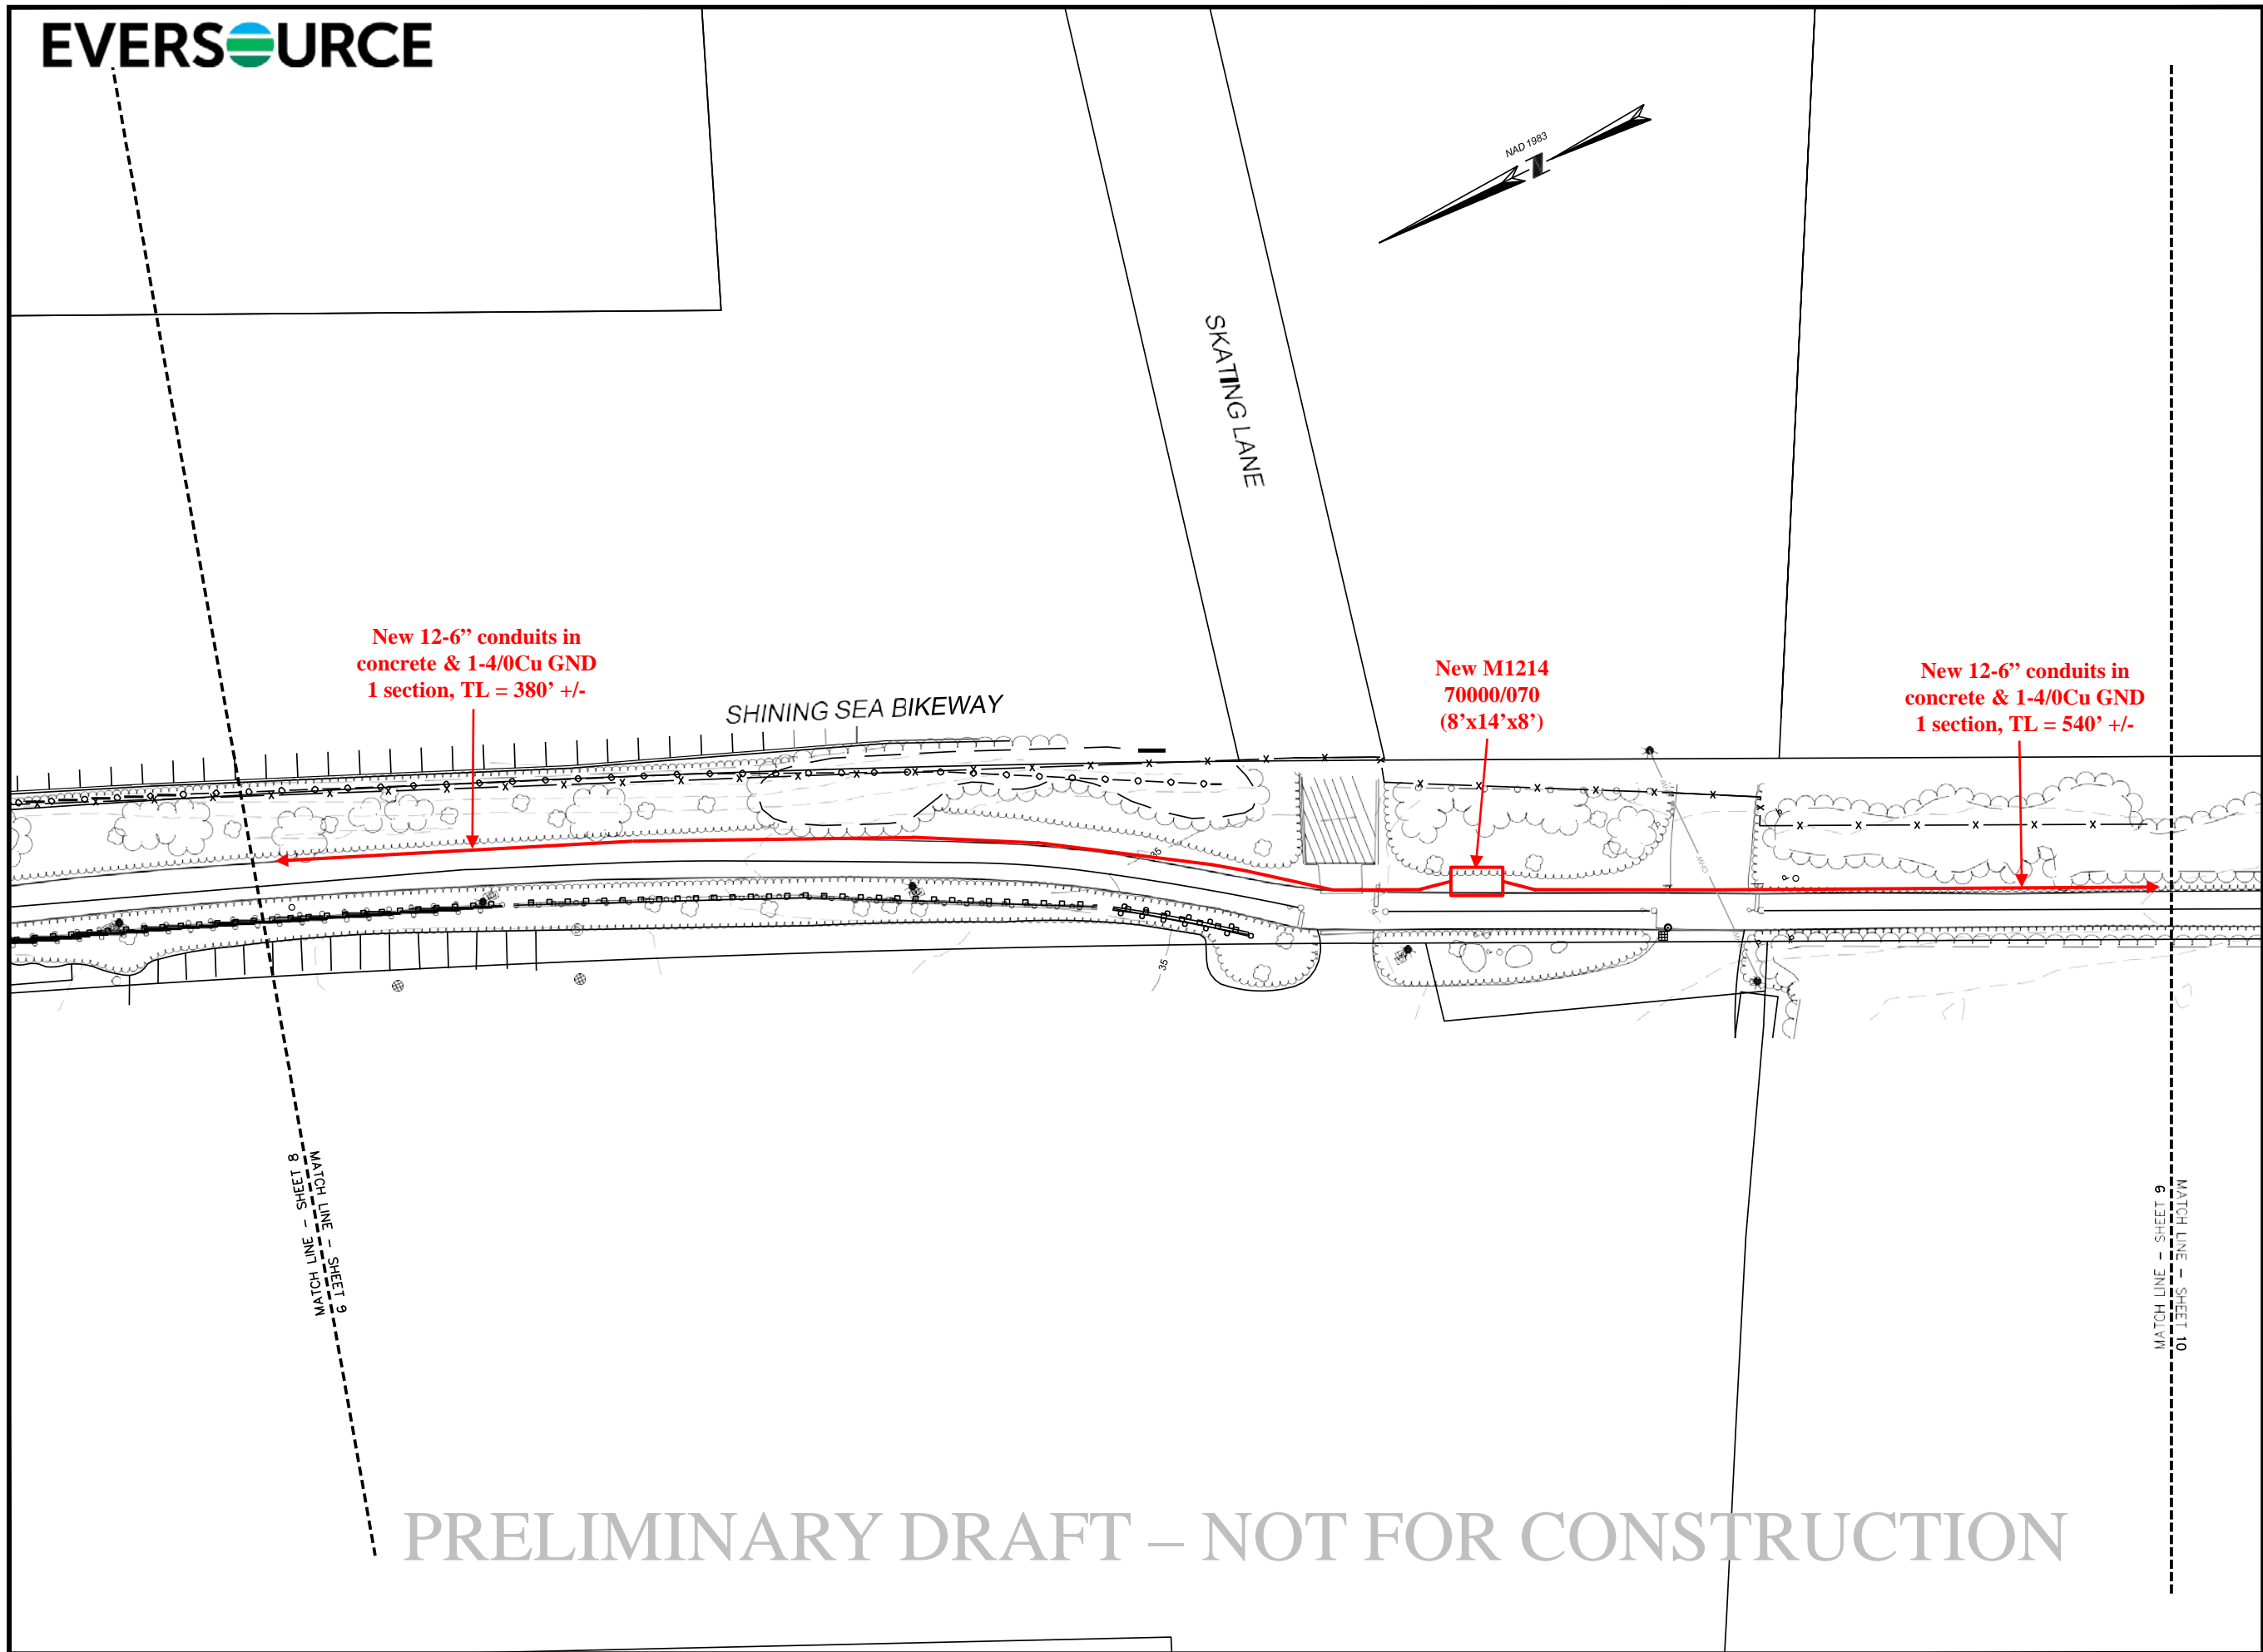 EVERSOURCE
NAD 1983
N
SKATING LANE
New 12-6” conduits in
concrete & 1-4/0Cu GND
1 section, TL = 380’ +/-
New M1214
70000/070
(8’x14’x8’)
New 12-6” conduits in
concrete & 1-4/0Cu GND
1 section, TL = 540’ +/-
SHINING SEA BIKEWAY
35
35
OHW
MATCH LINE - SHEET 8
MATCH LINE - SHEET 9
MATCH LINE - SHEET 9
MATCH LINE - SHEET 10
PRELIMINARY DRAFT – NOT FOR CONSTRUCTION